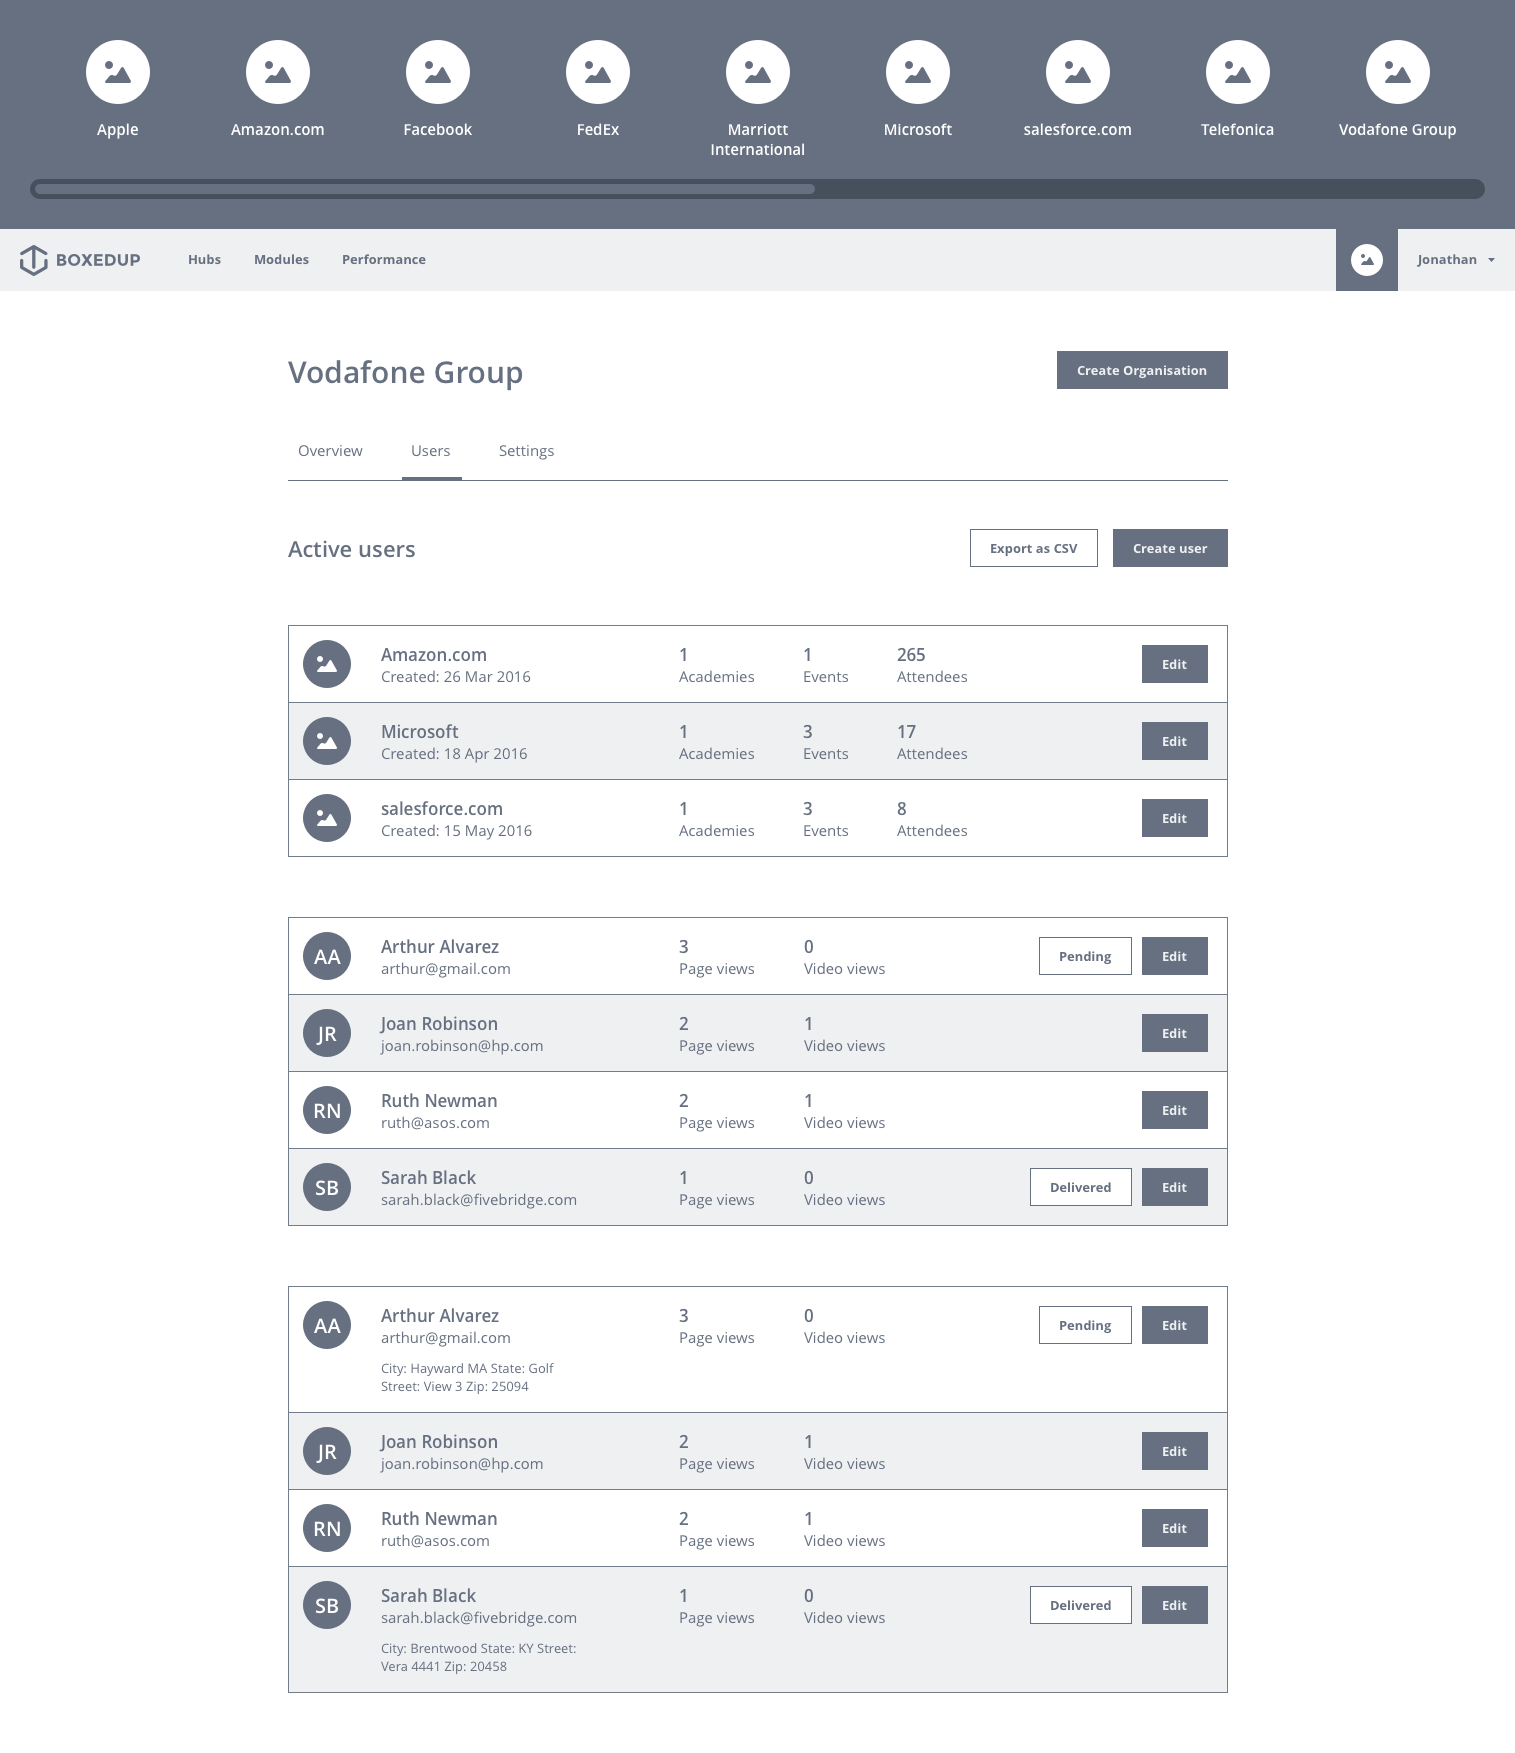 Apple
Amazon.com
Facebook
FedEx
Marriott
International
Microsoft
salesforce.com
Telefonica
Vodafone Group
BOXEDUP
Hubs
Modules
Performance
Jonathan
Vodafone Group
Create Organisation
Overview
Users
Settings
Active users
Export as CSV
Create user
Amazon.com
Created: 26 Mar 2016
1
Academies
1
Events
265
Attendees
Edit
Microsoft
Created: 18 Apr 2016
1
Academies
3
Events
17
Attendees
Edit
salesforce.com
Created: 15 May 2016
1
Academies
3
Events
8
Attendees
Edit
AA
Arthur Alvarez
arthur@gmail.com
3
Page views
0
Video views
Pending
Edit
JR
Joan Robinson
joan.robinson@hp.com
2
Page views
1
Video views
Edit
RN
Ruth Newman
ruth@asos.com
2
Page views
1
Video views
Edit
SB
Sarah Black
sarah.black@fivebridge.com
1
Page views
0
Video views
Delivered
Edit
AA
Arthur Alvarez
arthur@gmail.com
City: Hayward MA State: Golf
Street: View 3 Zip: 25094
3
Page views
0
Video views
Pending
Edit
JR
Joan Robinson
joan.robinson@hp.com
2
Page views
1
Video views
Edit
RN
Ruth Newman
ruth@asos.com
2
Page views
1
Video views
Edit
SB
Sarah Black
sarah.black@fivebridge.com
City: Brentwood State: KY Street:
Vera 4441 Zip: 20458
1
Page views
0
Video views
Delivered
Edit